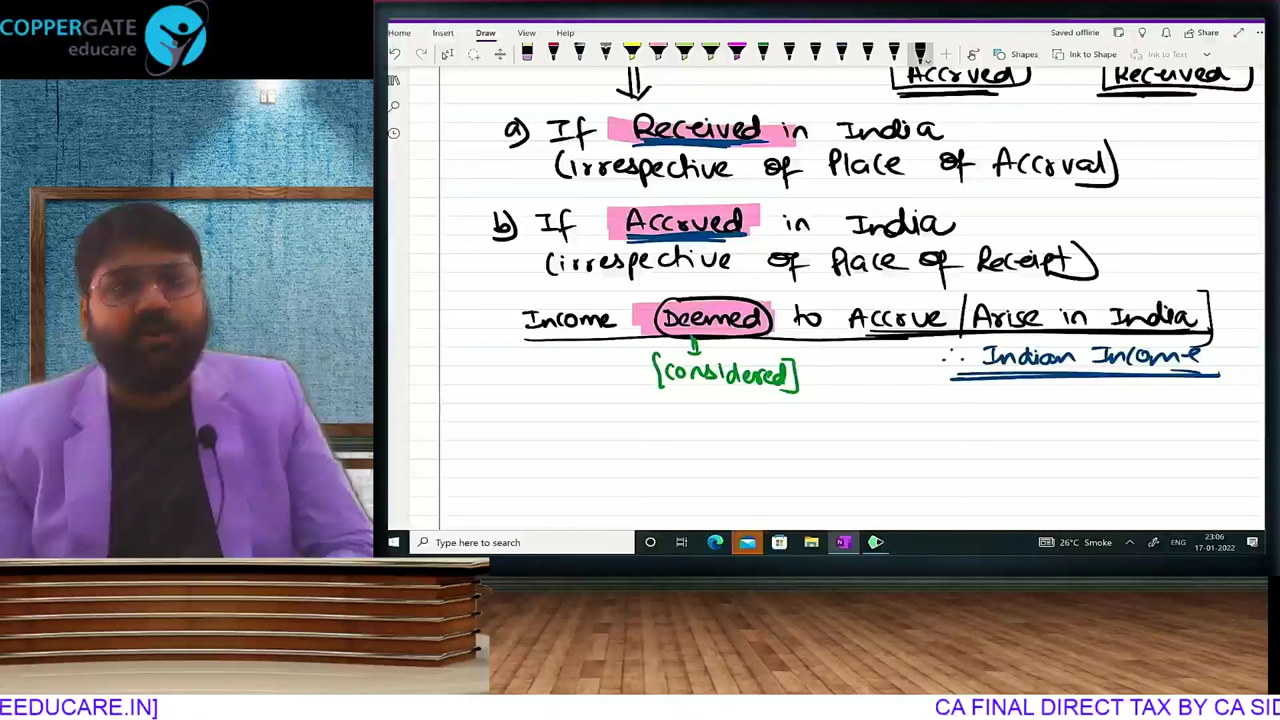 COPPERGATE
educare
Home Insert Draw View Help
Saved offline
Share
Shapes
Ink to Shape
Ink to Text
Accrued Received
a) If Received in India
(irrespective of Place of Accrual)
b) If Accrued in India
(irrespective of Place of Receipt)
Income Deemed to Accrue/Arise in India
∴ Indian Income
[considered]
Type here to search
26°C Smoke
ENG
23:06
17-01-2022
EEDUCARE.IN]
CA FINAL DIRECT TAX BY CA SID